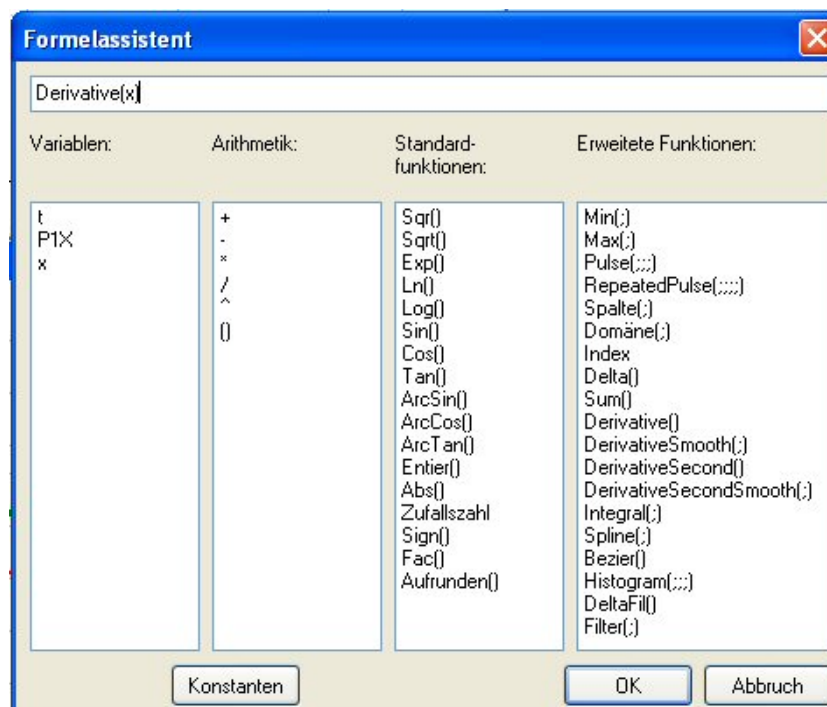 Formelassistent
Derivative(x)
Variablen:
Arithmetik:
Standard-
funktionen:
Erweitete Funktionen:
t
P1X
x
+
-
*
/
^
()
Sqr()
Sqrt()
Exp()
Ln()
Log()
Sin()
Cos()
Tan()
ArcSin()
ArcCos()
ArcTan()
Entier()
Abs()
Zufallszahl
Sign()
Fac()
Aufrunden()
Min(;)
Max(;)
Pulse(;;;)
RepeatedPulse(;;;;)
Spalte(;)
Domäne(;)
Index
Delta()
Sum()
Derivative()
DerivativeSmooth(;)
DerivativeSecond()
DerivativeSecondSmooth(;)
Integral(;)
Spline(;)
Bezier()
Histogram(;;;)
DeltaFil()
Filter(;)
Konstanten
OK
Abbruch